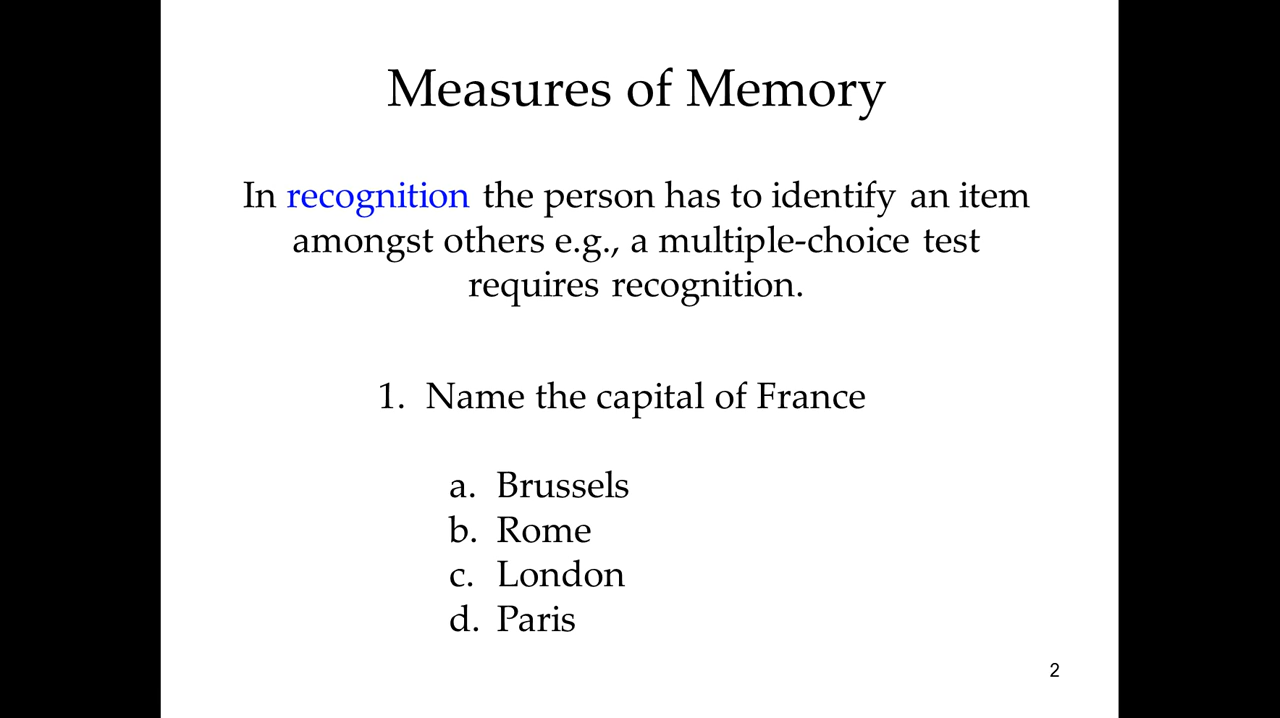 Measures of Memory
In recognition the person has to identify an item
amongst others e.g., a multiple-choice test
requires recognition.
1. Name the capital of France
a. Brussels
b. Rome
c. London
d. Paris
2